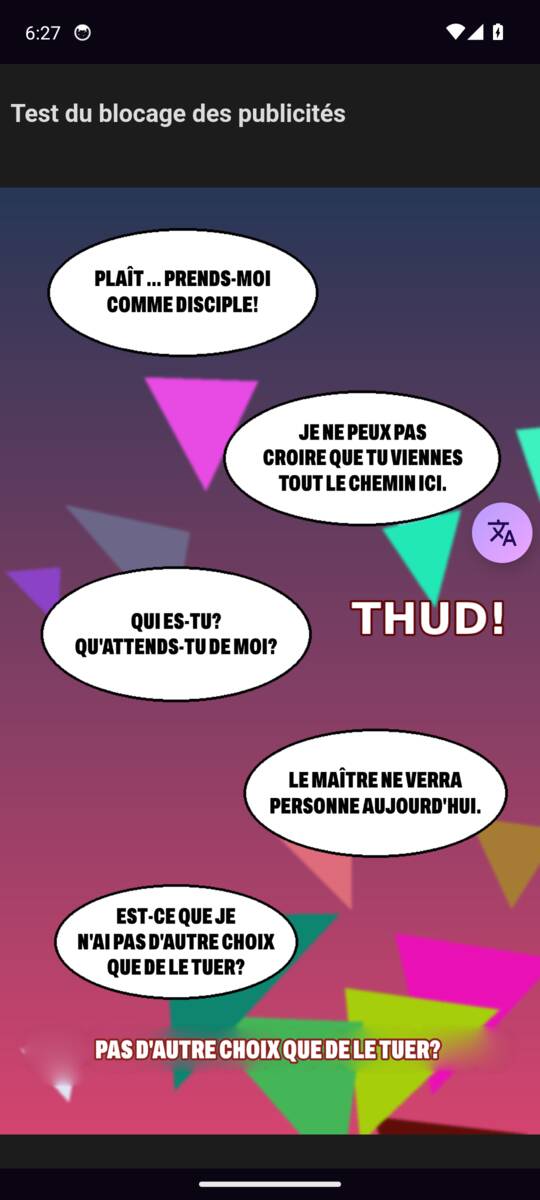 6:27
Test du blocage des publicités
PLAÎT ... PRENDS-MOI
COMME DISCIPLE!
JE NE PEUX PAS
CROIRE QUE TU VIENNES
TOUT LE CHEMIN ICI.
QUI ES-TU?
QU'ATTENDS-TU DE MOI?
THUD!
LE MAÎTRE NE VERRA
PERSONNE AUJOURD'HUI.
EST-CE QUE JE
N'AI PAS D'AUTRE CHOIX
QUE DE LE TUER?
PAS D'AUTRE CHOIX QUE DE LE TUER?